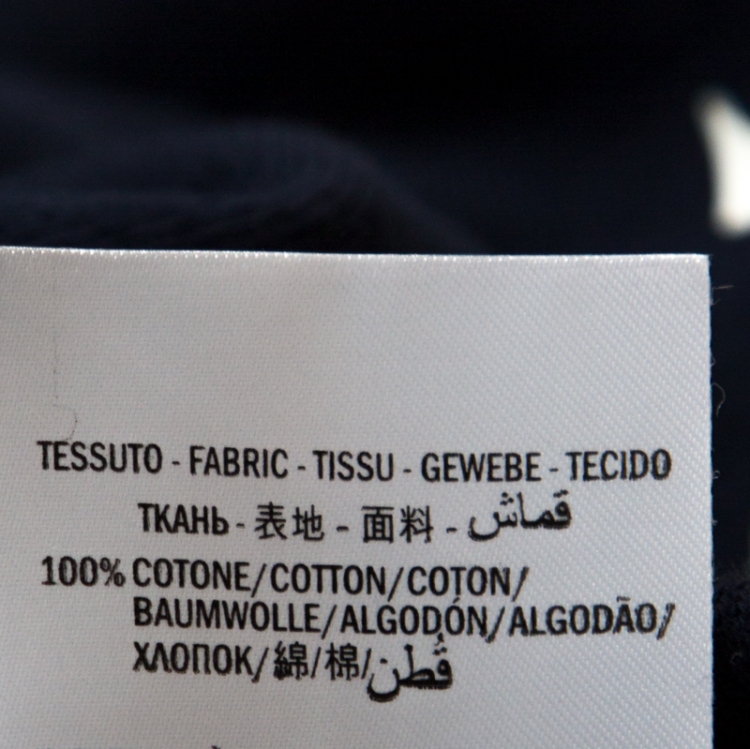 TESSUTO - FABRIC - TISSU - GEWEBE - TECIDO
ТКАНЬ - 表地 - 面料 - قماش
100% COTONE/COTTON/COTON/
BAUMWOLLE/ALGODÓN/ALGODÃO/
ХЛОПОК/綿/棉/قطن